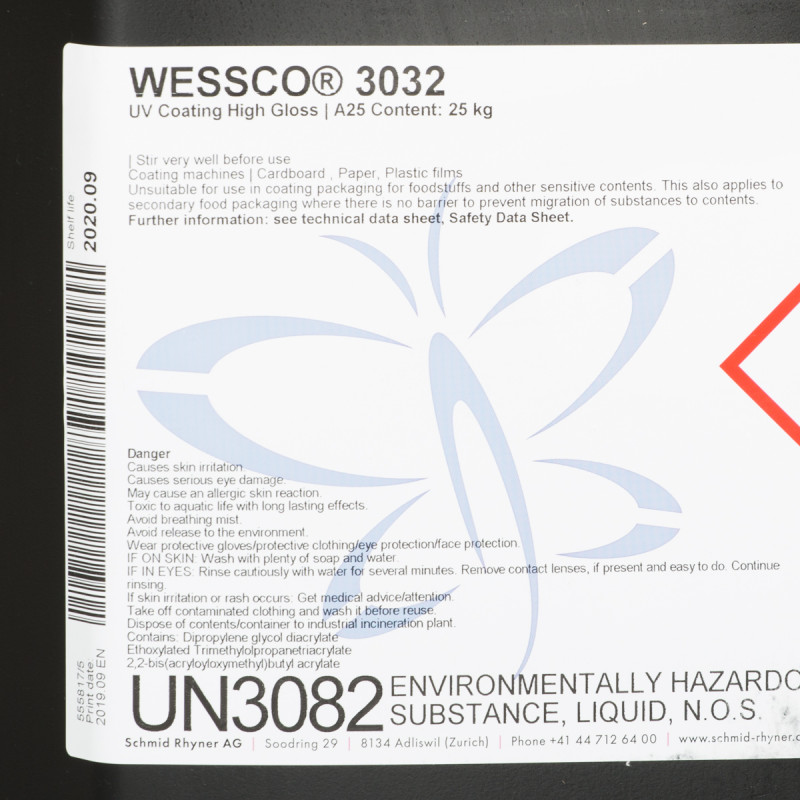 WESSCO® 3032
UV Coating High Gloss | A25 Content: 25 kg
| Stir very well before use
Coating machines | Cardboard , Paper, Plastic films
Unsuitable for use in coating packaging for foodstuffs and other sensitive contents. This also applies to
secondary food packaging where there is no barrier to prevent migration of substances to contents.
Further information: see technical data sheet, Safety Data Sheet.
Shelf life
2020.09
Danger
Causes skin irritation.
Causes serious eye damage.
May cause an allergic skin reaction.
Toxic to aquatic life with long lasting effects.
Avoid breathing mist.
Avoid release to the environment.
Wear protective gloves/protective clothing/eye protection/face protection.
IF ON SKIN: Wash with plenty of soap and water.
IF IN EYES: Rinse cautiously with water for several minutes. Remove contact lenses, if present and easy to do. Continue
rinsing.
If skin irritation or rash occurs: Get medical advice/attention.
Take off contaminated clothing and wash it before reuse.
Dispose of contents/container to industrial incineration plant.
Contains: Dipropylene glycol diacrylate
Ethoxylated Trimethylolpropanetriacrylate
2,2-bis(acryloyloxymethyl)butyl acrylate
555817/5
Print date
2019.09 EN
UN3082 ENVIRONMENTALLY HAZARDO
SUBSTANCE, LIQUID, N.O.S.
Schmid Rhyner AG | Soodring 29 | 8134 Adliswil (Zurich) | Phone +41 44 712 64 00 | www.schmid-rhyner.c